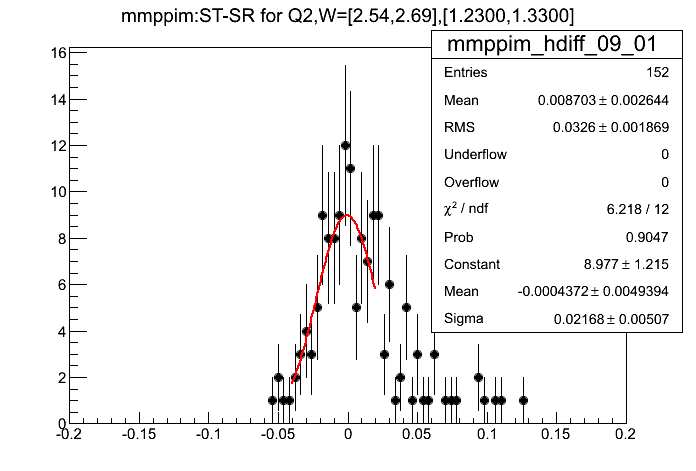 mmppim:ST-SR for Q2,W=[2.54,2.69],[1.2300,1.3300]
mmppim_hdiff_09_01
Entries 152
Mean 0.008703 ± 0.002644
RMS 0.0326 ± 0.001869
Underflow 0
Overflow 0
χ² / ndf 6.218 / 12
Prob 0.9047
Constant 8.977 ± 1.215
Mean -0.0004372 ± 0.0049394
Sigma 0.02168 ± 0.00507
16
14
12
10
8
6
4
2
0
-0.2 -0.15 -0.1 -0.05 0 0.05 0.1 0.15 0.2